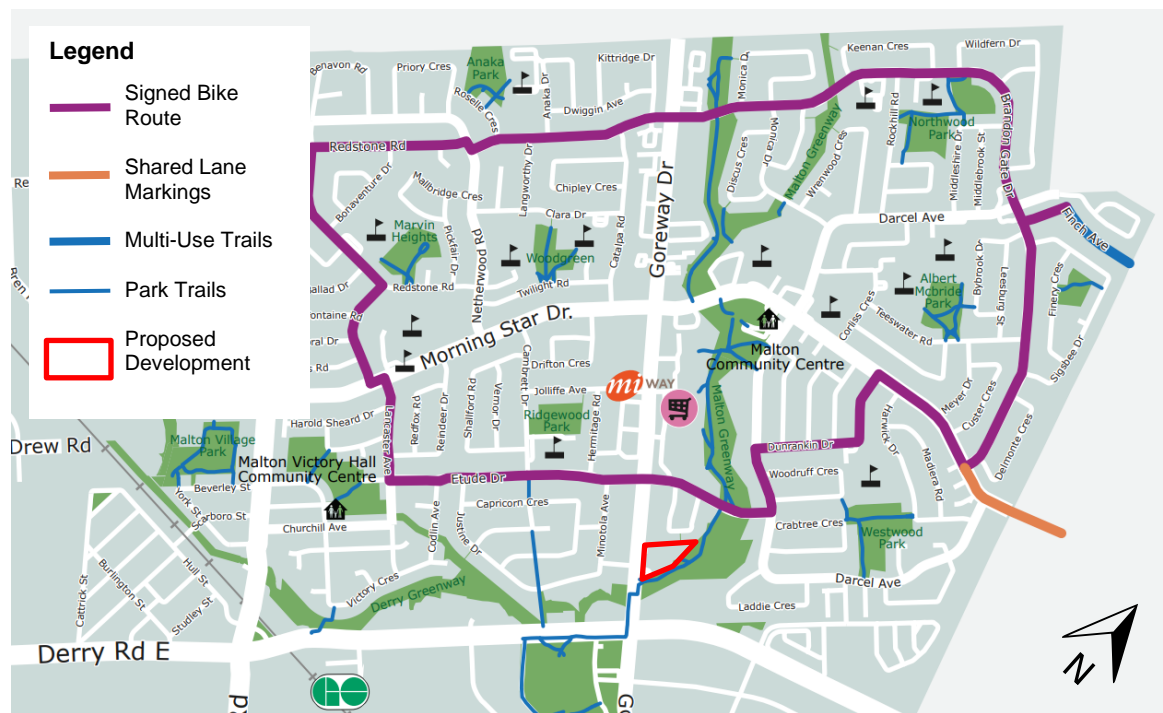 Legend
Signed Bike
Route
Shared Lane
Markings
Multi-Use Trails
Park Trails
Proposed
Development
Benavon Rd
Priory Cres
Anaka
Park
Roselle Cres
Anaka Dr
Kittridge Dr
Dwiggin Ave
Monica Dr
Keenan Cres
Wildfern Dr
Rockhill Rd
Northwood
Park
Brandon Gate Dr
Middleshire Dr
Middlebrook St
Redstone Rd
Langworthy Dr
Discus Cres
Monica Dr
Malton Greenway
Wrenwood Cres
Bonaventure Dr
Mallbridge Cres
Chipley Cres
Clara Dr
Catalpa Rd
Goreway Dr
Darcel Ave
Finch Ave
Marvin
Heights
Pickfair Dr
Netherwood Rd
Woodgreen
Redstone Rd
Twilight Rd
Albert
McBride
Park
Bybrook Dr
Leesburg St
Finery Cres
Sigsbee Dr
Corliss Cres
Teeswater Rd
Morning Star Dr.
Malton
Community Centre
Drifton Cres
Cambrett Dr
Jolliffe Ave
mi WAY
Ridgewood
Park
Hermitage Rd
Malton Greenway
Meyer Dr
Custer Cres
Delmonte Cres
Lancaster Ave
Redfox Rd
Reindeer Dr
Shallford Rd
Vernor Dr
Harwick Dr
Madiera Rd
Dunrankin Dr
Woodruff Cres
Drew Rd
Harold Sheard Dr
Malton Village
Park
Malton Victory Hall
Community Centre
Beverley St
York St
Scarboro St
Churchill Ave
Etude Dr
Capricorn Cres
Codlin Ave
Justine Dr
Minoola Ave
Crabtree Cres
Westwood
Park
Darcel Ave
Laddie Cres
Cattrick St
Burlington St
Hull St
Studley St
Victory Cres
Derry Greenway
Derry Rd E
GO
N